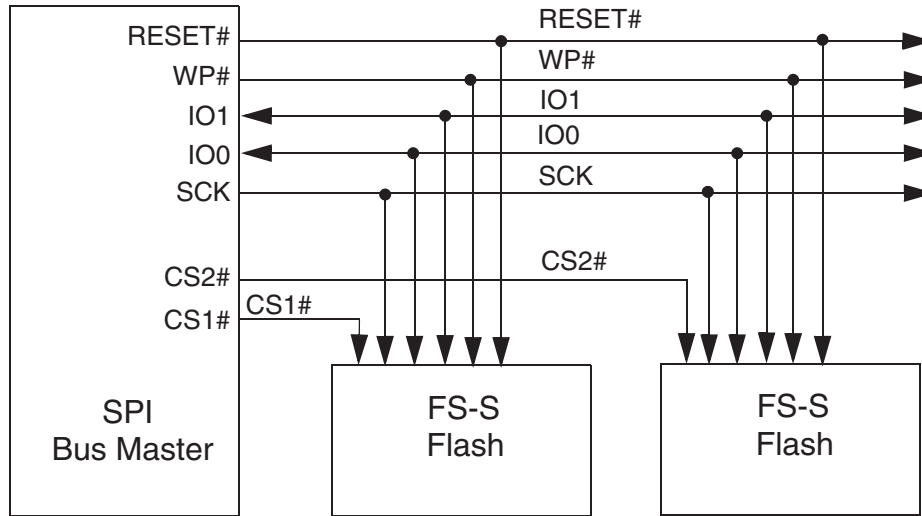 RESET#
RESET#
WP#
WP#
IO1
IO1
IO0
IO0
SCK
SCK
CS2#
CS2#
CS1#
CS1#
SPI
Bus Master
FS-S
Flash
FS-S
Flash